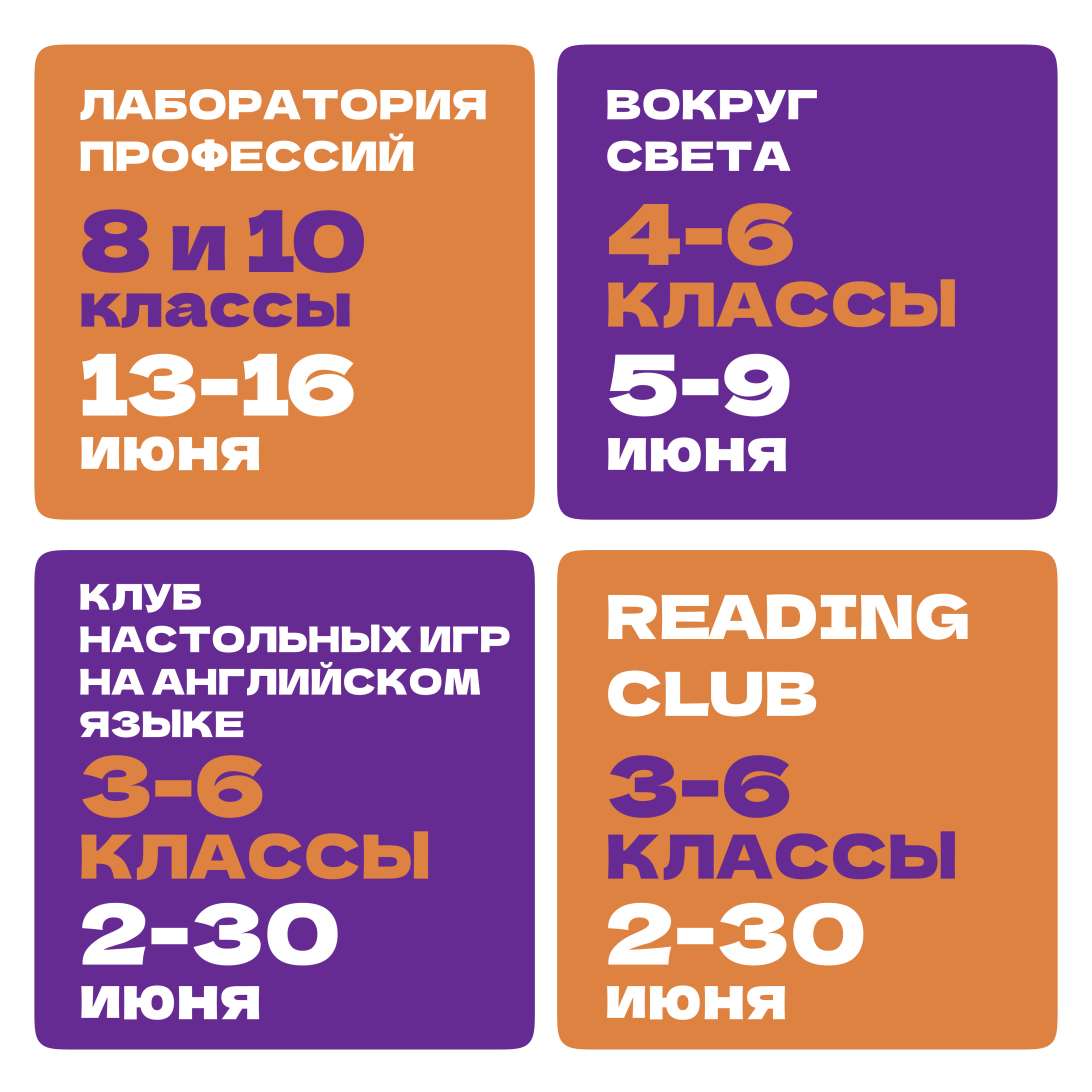 ЛАБОРАТОРИЯ
ПРОФЕССИЙ
8 и 10
классы
13-16
июня
ВОКРУГ
СВЕТА
4-6
КЛАССЫ
5-9
июня
КЛУБ
НАСТОЛЬНЫХ ИГР
НА АНГЛИЙСКОМ
ЯЗЫКЕ
3-6
КЛАССЫ
2-30
июня
READING
CLUB
3-6
КЛАССЫ
2-30
июня